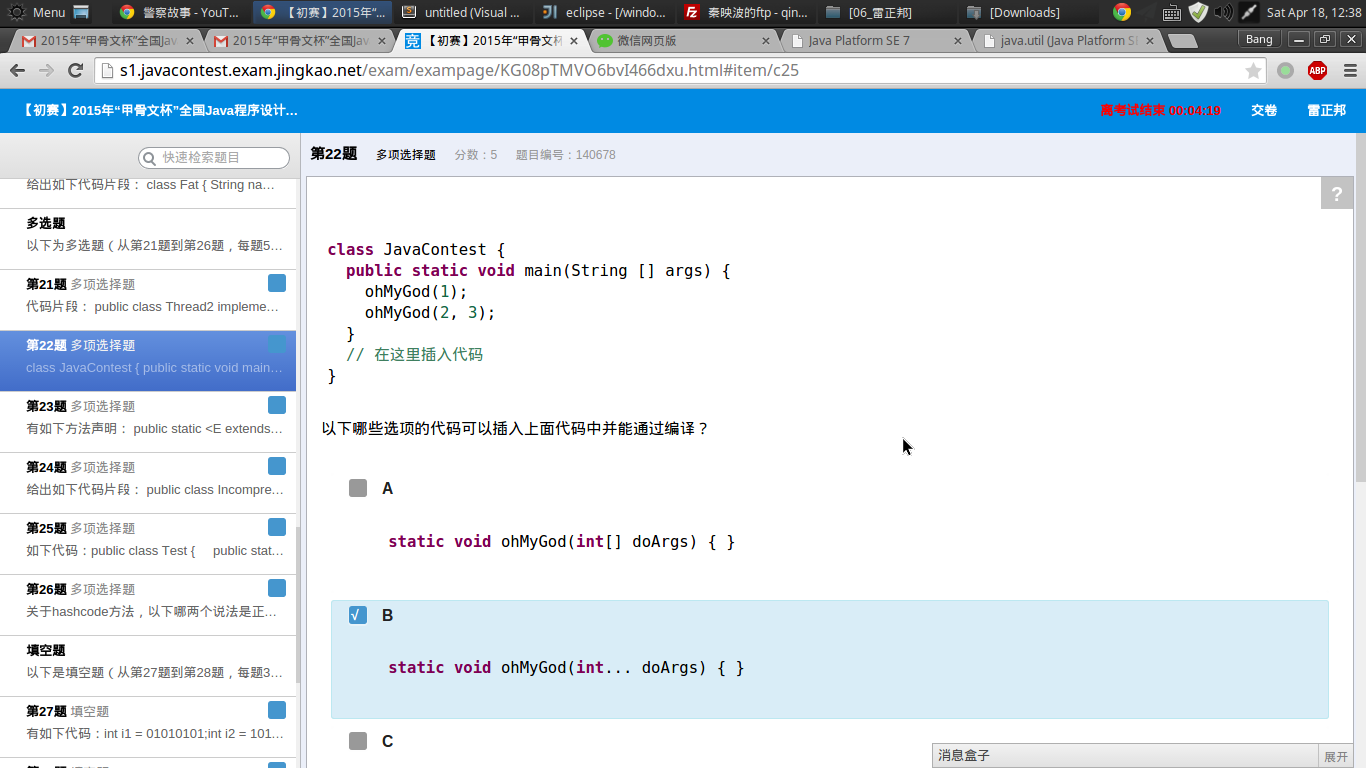 Menu 警察故事 - YouT... 【初赛】2015年“... untitled (Visual ... eclipse - [/windo... 秦映波的ftp - qin... [06_雷正邦] [Downloads] Sat Apr 18, 12:38
2015年“甲骨文杯”全国Jav 2015年“甲骨文杯”全国Jav 【初赛】2015年“甲骨文杯 微信网页版 Java Platform SE 7 java.util (Java Platform SE Bang
s1.javacontest.exam.jingkao.net/exam/exampage/KG08pTMVO6bvI466dxu.html#item/c25 ABP
【初赛】2015年“甲骨文杯”全国Java程序设计... 离考试结束 00:04:19 交卷 雷正邦
快速检索题目
第22题 多项选择题 分数：5 题目编号：140678
?
给出如下代码片段： class Fat { String na...
多选题
以下为多选题（从第21题到第26题，每题5...
第21题 多项选择题
代码片段： public class Thread2 impleme...
第22题 多项选择题
class JavaContest { public static void main...
第23题 多项选择题
有如下方法声明： public static <E extends...
第24题 多项选择题
给出如下代码片段： public class Incompre...
第25题 多项选择题
如下代码：public class Test { public stat...
第26题 多项选择题
关于hashcode方法，以下哪两个说法是正...
填空题
以下是填空题（从第27题到第28题，每题3...
第27题 填空题
有如下代码：int i1 = 01010101;int i2 = 101...
class JavaContest {
public static void main(String [] args) {
ohMyGod(1);
ohMyGod(2, 3);
}
// 在这里插入代码
}
以下哪些选项的代码可以插入上面代码中并能通过编译？
A
static void ohMyGod(int[] doArgs) { }
√ B
static void ohMyGod(int... doArgs) { }
C
消息盒子 展开